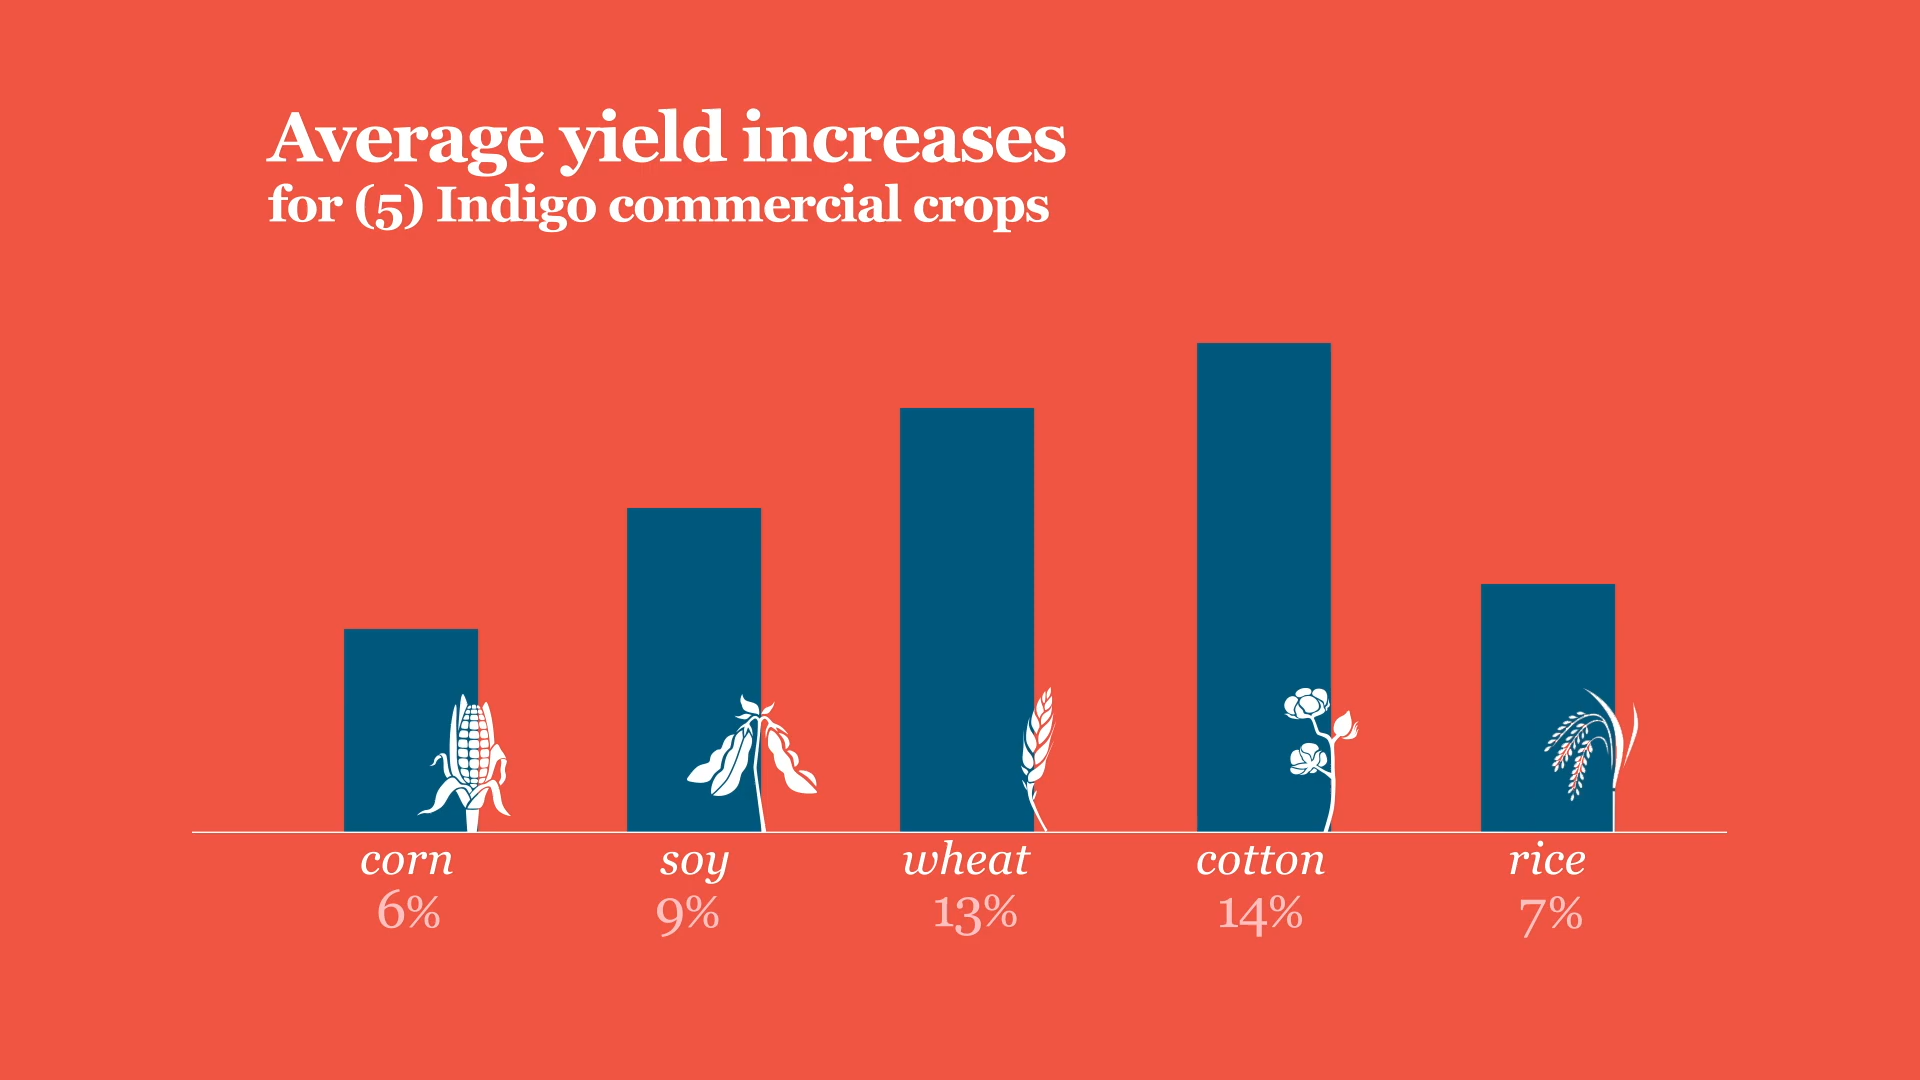 Average yield increases
for (5) Indigo commercial crops
corn
6%
soy
9%
wheat
13%
cotton
14%
rice
7%